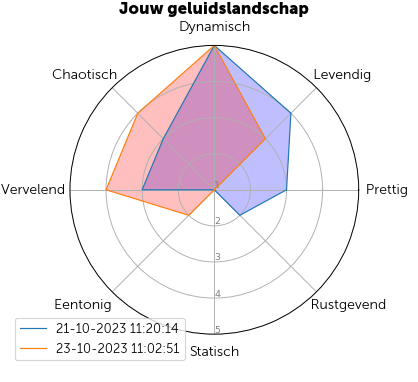 Jouw geluidslandschap
Dynamisch
Chaotisch
Levendig
Vervelend
1
Prettig
2
3
4
Eentonig
Rustgevend
5
21-10-2023 11:20:14
23-10-2023 11:02:51
Statisch